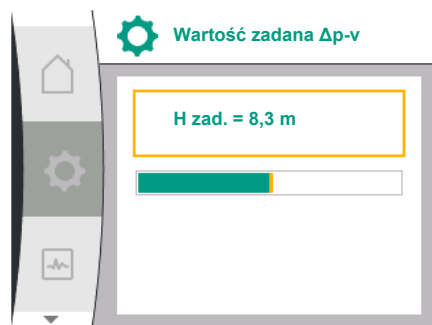 Wartość zadana Δp-v
H zad. = 8,3 m